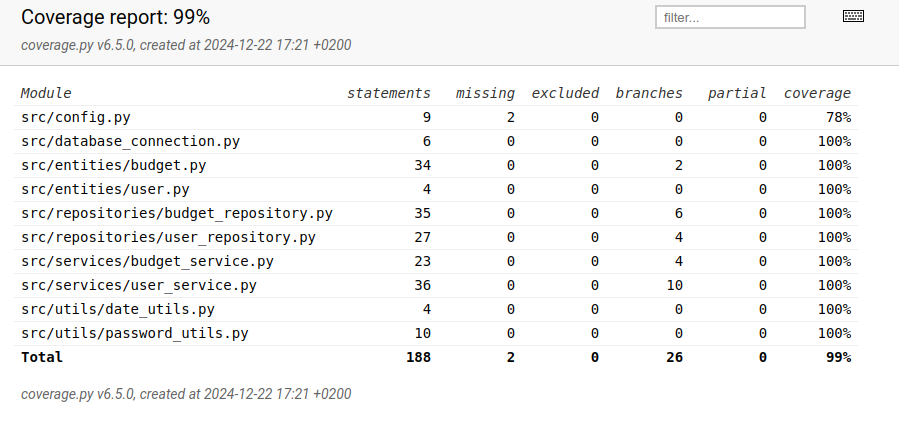 Coverage report: 99%
filter...
coverage.py v6.5.0, created at 2024-12-22 17:21 +0200
Module statements missing excluded branches partial coverage
src/config.py 9 2 0 0 0 78%
src/database_connection.py 6 0 0 0 0 100%
src/entities/budget.py 34 0 0 2 0 100%
src/entities/user.py 4 0 0 0 0 100%
src/repositories/budget_repository.py 35 0 0 6 0 100%
src/repositories/user_repository.py 27 0 0 4 0 100%
src/services/budget_service.py 23 0 0 4 0 100%
src/services/user_service.py 36 0 0 10 0 100%
src/utils/date_utils.py 4 0 0 0 0 100%
src/utils/password_utils.py 10 0 0 0 0 100%
Total 188 2 0 26 0 99%
coverage.py v6.5.0, created at 2024-12-22 17:21 +0200